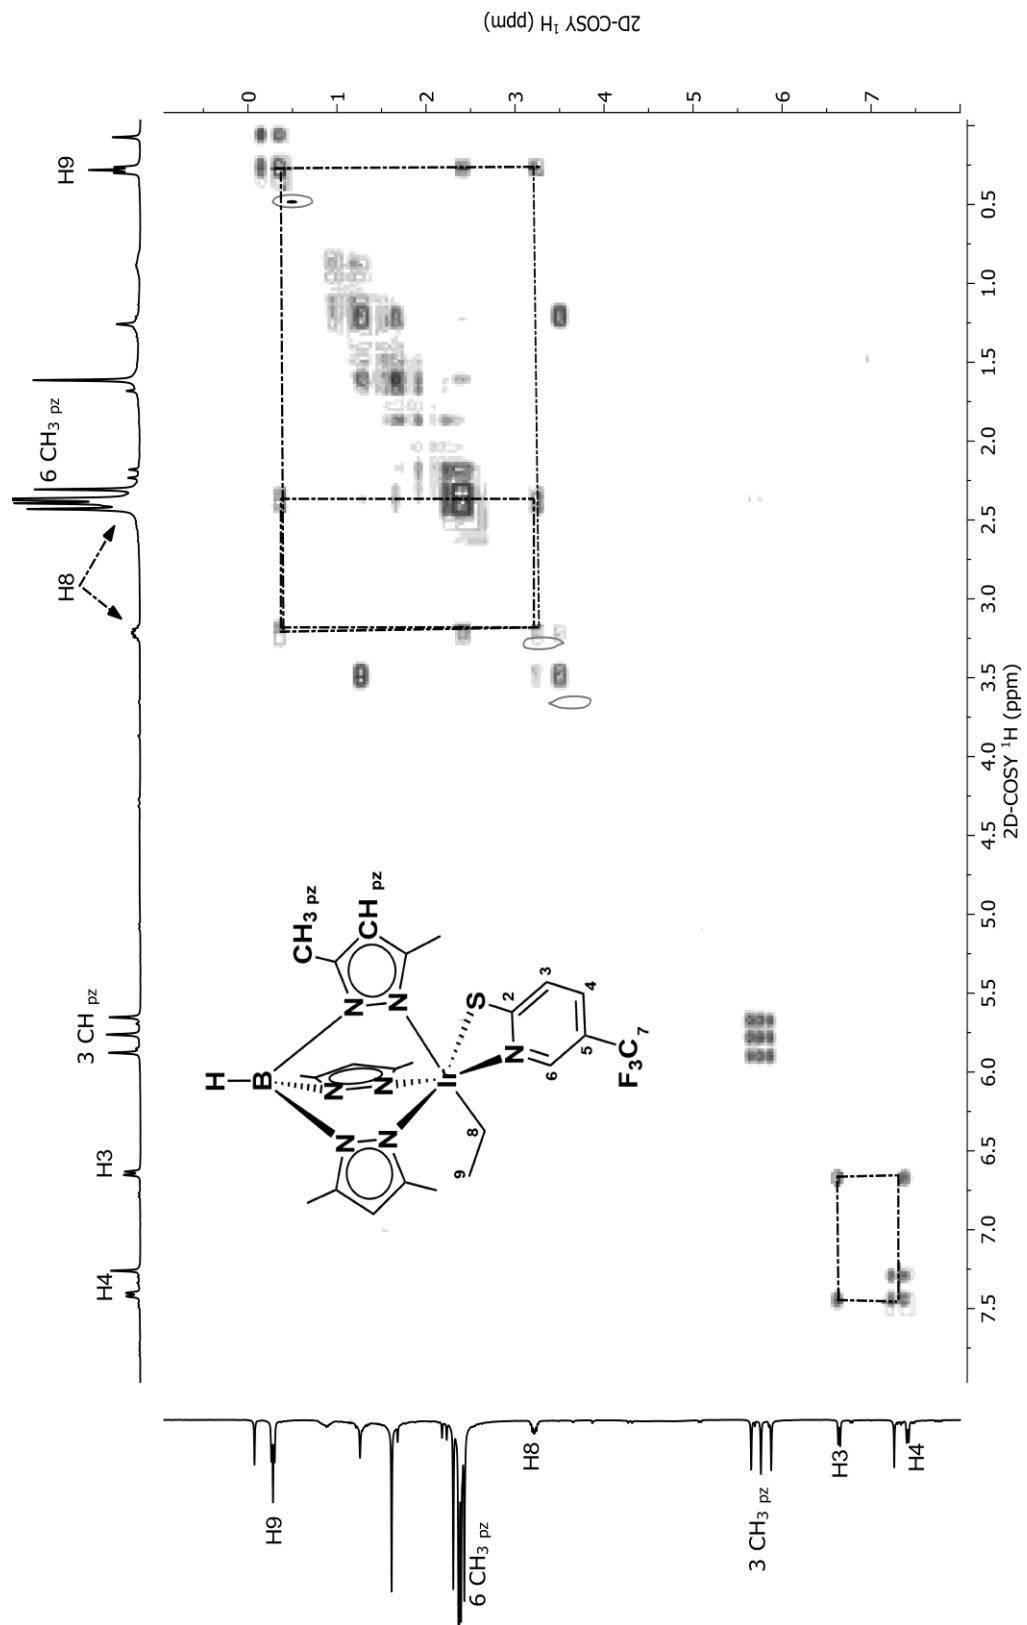 H4
H3
3 CH pz
H8
6 CH3 pz
H9
H9
6 CH3 pz
H8
3 CH3 pz
H3
H4
H
B
N
N
N
N
N
N
Ir
S
N
CH3 pz
CH pz
2
3
4
5
6
F3C 7
8
9
7.5 7.0 6.5 6.0 5.5 5.0 4.5 4.0 3.5 3.0 2.5 2.0 1.5 1.0 0.5
2D-COSY 1H (ppm)
0
1
2
3
4
5
6
7
2D-COSY 1H (ppm)